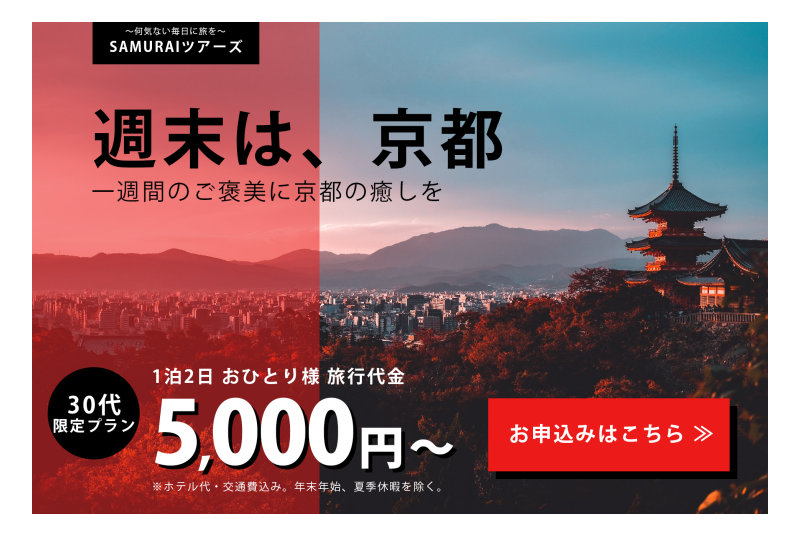 ～何気ない毎日に旅を～
SAMURAIツアーズ
週末は、京都
一週間のご褒美に京都の癒しを
1泊2日 おひとり様 旅行代金
30代
限定プラン
5,000円～
お申込みはこちら ≫
※ホテル代・交通費込み。年末年始、夏季休暇を除く。